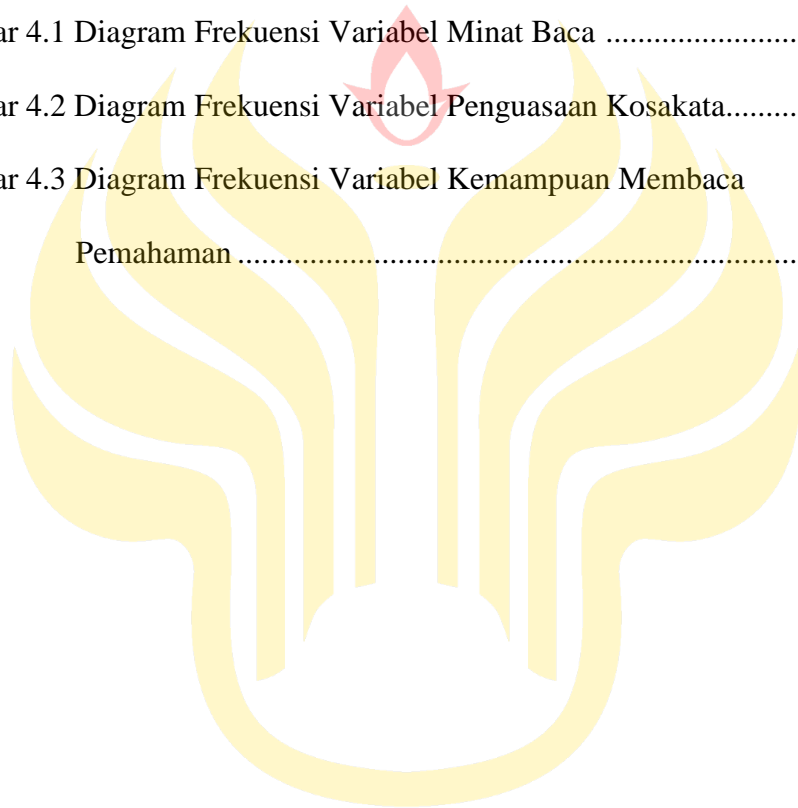 ar 4.1 Diagram Frekuensi Variabel Minat Baca .......................
ar 4.2 Diagram Frekuensi Variabel Penguasaan Kosakata.........
ar 4.3 Diagram Frekuensi Variabel Kemampuan Membaca
Pemahaman ...................................................................